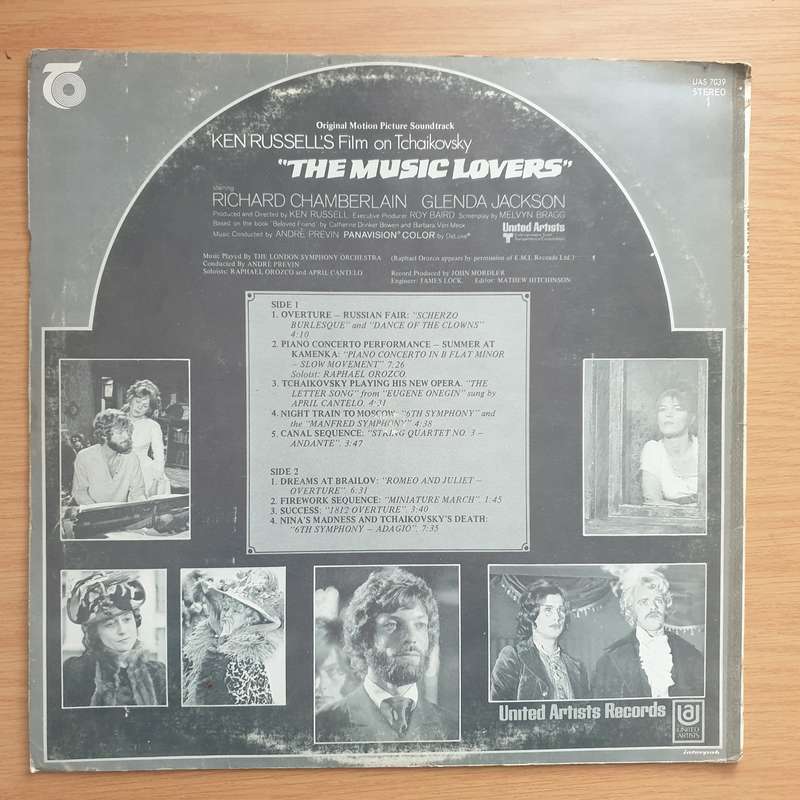 UAS 7039
STEREO
1
Original Motion Picture Soundtrack
KEN RUSSELL'S Film on Tchaikovsky
"THE MUSIC LOVERS"
starring
RICHARD CHAMBERLAIN GLENDA JACKSON
Produced and Directed by KEN RUSSELL Executive Producer ROY BAIRD Screenplay by MELVYN BRAGG
Based on the book "Beloved Friend" by Catherine Drinker Bowen and Barbara Von Meck
Music Conducted by ANDRÉ PREVIN PANAVISION® COLOR by DeLuxe®
United Artists
Entertainment from
Transamerica Corporation
Music Played By THE LONDON SYMPHONY ORCHESTRA
Conducted By ANDRÉ PREVIN
Soloists: RAPHAEL OROZCO and APRIL CANTELO
(Raphael Orozco appears by permission of E.M.I. Records Ltd.)
Record Produced by JOHN MORDLER
Engineer: JAMES LOCK. Editor: MATHEW HITCHINSON.
SIDE 1
1. OVERTURE – RUSSIAN FAIR: "SCHERZO
BURLESQUE" and "DANCE OF THE CLOWNS"
4:10
2. PIANO CONCERTO PERFORMANCE – SUMMER AT
KAMENKA: "PIANO CONCERTO IN B FLAT MINOR
– SLOW MOVEMENT" 7:26
Soloist: RAPHAEL OROZCO
3. TCHAIKOVSKY PLAYING HIS NEW OPERA. "THE
LETTER SONG" from "EUGENE ONEGIN" sung by
APRIL CANTELO. 4:31
4. NIGHT TRAIN TO MOSCOW: "6TH SYMPHONY" and
the "MANFRED SYMPHONY" 4:38
5. CANAL SEQUENCE: "STRING QUARTET NO. 3 –
ANDANTE". 3:47
SIDE 2
1. DREAMS AT BRAILOV: "ROMEO AND JULIET –
OVERTURE". 6:31
2. FIREWORK SEQUENCE: "MINIATURE MARCH". 1:45
3. SUCCESS: "1812 OVERTURE". 3:40
4. NINA'S MADNESS AND TCHAIKOVSKY'S DEATH:
"6TH SYMPHONY – ADAGIO". 7:35
United Artists Records
UA
UNITED
ARTISTS
interpak